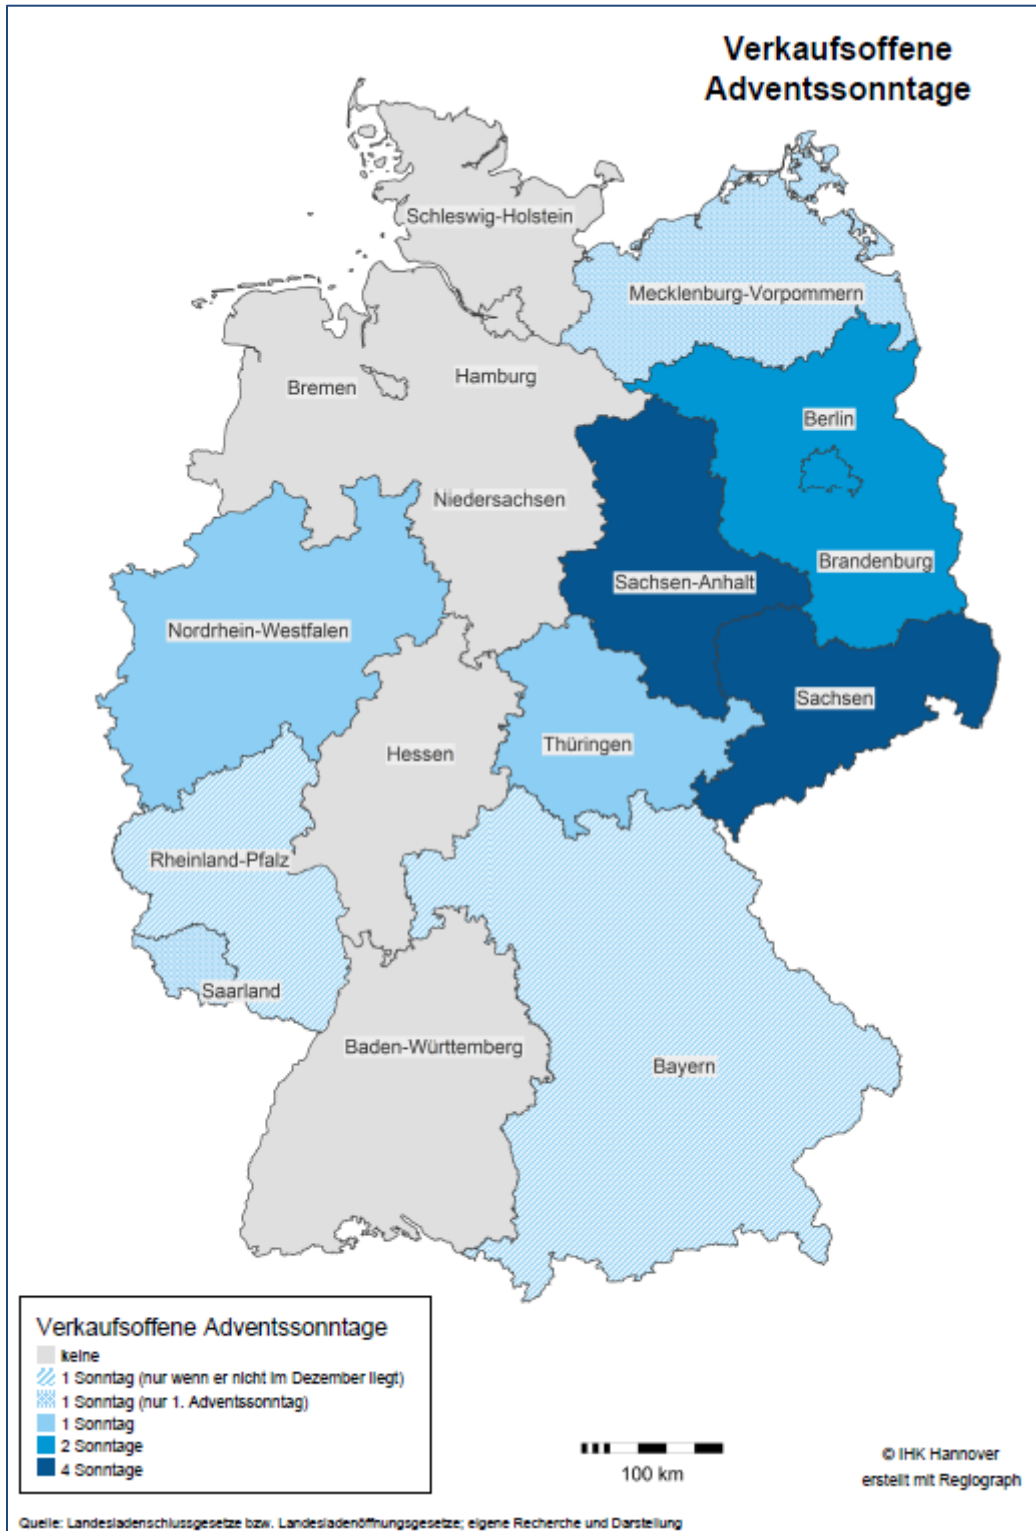 Verkaufsoffene
Adventssonntage
Schleswig-Holstein
Mecklenburg-Vorpommern
Hamburg
Bremen
Berlin
Niedersachsen
Brandenburg
Sachsen-Anhalt
Nordrhein-Westfalen
Sachsen
Thüringen
Hessen
Rheinland-Pfalz
Saarland
Baden-Württemberg
Bayern
Verkaufsoffene Adventssonntage
keine
1 Sonntag (nur wenn er nicht im Dezember liegt)
1 Sonntag (nur 1. Adventssonntag)
1 Sonntag
2 Sonntage
4 Sonntage
100 km
© IHK Hannover
erstellt mit Regiograph
Quelle: Landesladenschlussgesetze bzw. Landesladenöffnungsgesetze; eigene Recherche und Darstellung